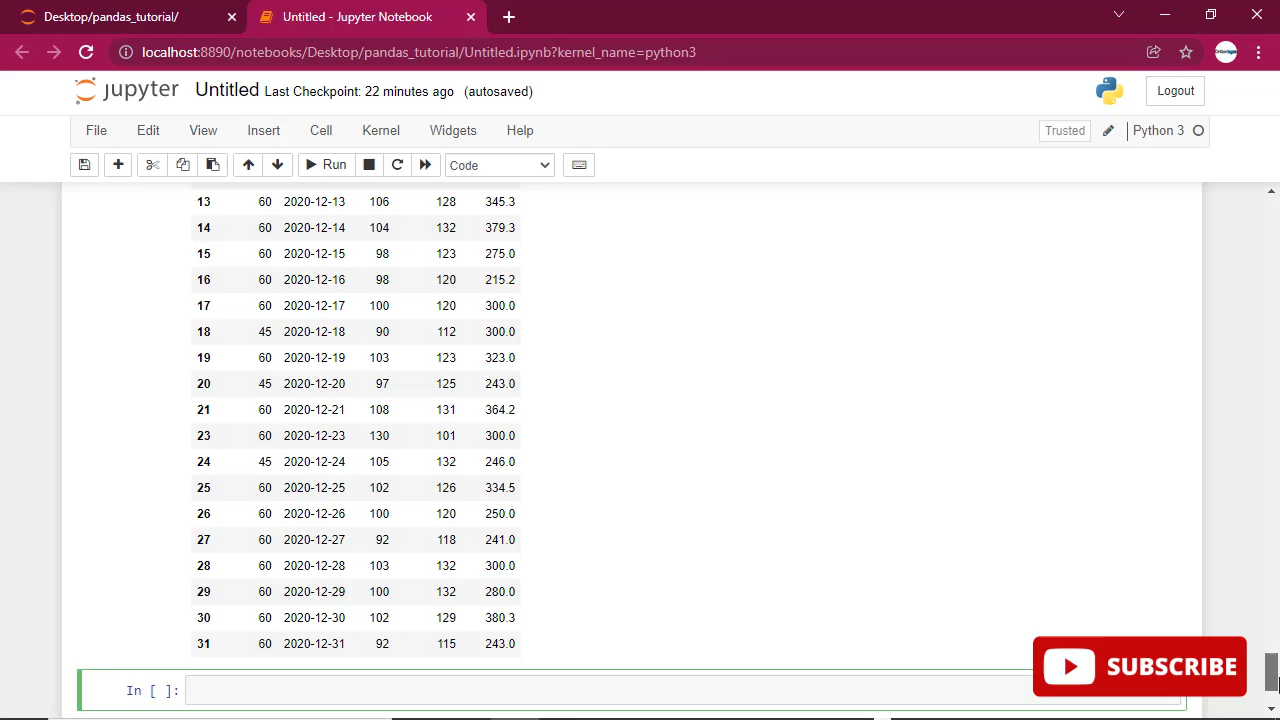 Desktop/pandas_tutorial/
Untitled - Jupyter Notebook
localhost:8890/notebooks/Desktop/pandas_tutorial/Untitled.ipynb?kernel_name=python3
jupyter Untitled Last Checkpoint: 22 minutes ago (autosaved) Logout
File Edit View Insert Cell Kernel Widgets Help Trusted Python 3
Run Code
13 60 2020-12-13 106 128 345.3
14 60 2020-12-14 104 132 379.3
15 60 2020-12-15 98 123 275.0
16 60 2020-12-16 98 120 215.2
17 60 2020-12-17 100 120 300.0
18 45 2020-12-18 90 112 300.0
19 60 2020-12-19 103 123 323.0
20 45 2020-12-20 97 125 243.0
21 60 2020-12-21 108 131 364.2
23 60 2020-12-23 130 101 300.0
24 45 2020-12-24 105 132 246.0
25 60 2020-12-25 102 126 334.5
26 60 2020-12-26 100 120 250.0
27 60 2020-12-27 92 118 241.0
28 60 2020-12-28 103 132 300.0
29 60 2020-12-29 100 132 280.0
30 60 2020-12-30 102 129 380.3
31 60 2020-12-31 92 115 243.0
SUBSCRIBE
In [ ]: